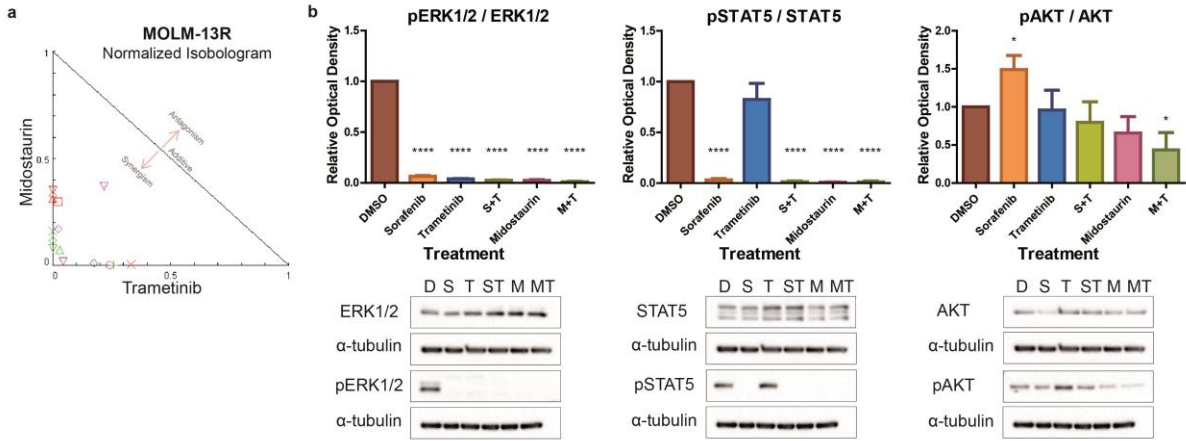 a
MOLM-13R
Normalized Isobologram
1
0.5
0
0
0.5
1
Midostaurin
Trametinib
Antagonism
Additive
Synergism
b
pERK1/2 / ERK1/2
Relative Optical Density
1.5
1.0
0.5
0.0
**** **** **** **** ****
DMSO
Sorafenib
Trametinib
S+T
Midostaurin
M+T
Treatment
pSTAT5 / STAT5
Relative Optical Density
1.5
1.0
0.5
0.0
**** **** **** ****
DMSO
Sorafenib
Trametinib
S+T
Midostaurin
M+T
Treatment
pAKT / AKT
Relative Optical Density
2.0
1.5
1.0
0.5
0.0
* *
DMSO
Sorafenib
Trametinib
S+T
Midostaurin
M+T
Treatment
D S T ST M MT
ERK1/2
α-tubulin
pERK1/2
α-tubulin
D S T ST M MT
STAT5
α-tubulin
pSTAT5
α-tubulin
D S T ST M MT
AKT
α-tubulin
pAKT
α-tubulin